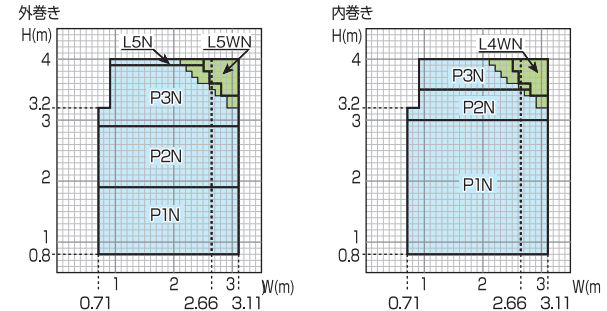 外巻き
H(m)
L5N
L5WN
4
P3N
3.2
3
P2N
2
P1N
1
0.8
1
2
3
W(m)
0.71
2.66
3.11
内巻き
H(m)
L4WN
4
P3N
3.2
P2N
3
2
P1N
1
0.8
1
2
3
W(m)
0.71
2.66
3.11